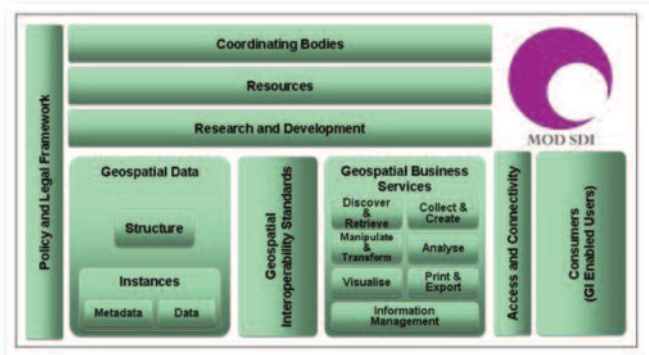 Policy and Legal Framework
Coordinating Bodies
Resources
Research and Development
MOD SDI
Geospatial Data
Structure
Instances
Metadata
Data
Geospatial
Interoperability Standards
Geospatial Business
Services
Discover
&
Retrieve
Collect &
Create
Manipulate
&
Transform
Analyse
Visualise
Print &
Export
Information
Management
Access and Connectivity
Consumers
(GI Enabled Users)